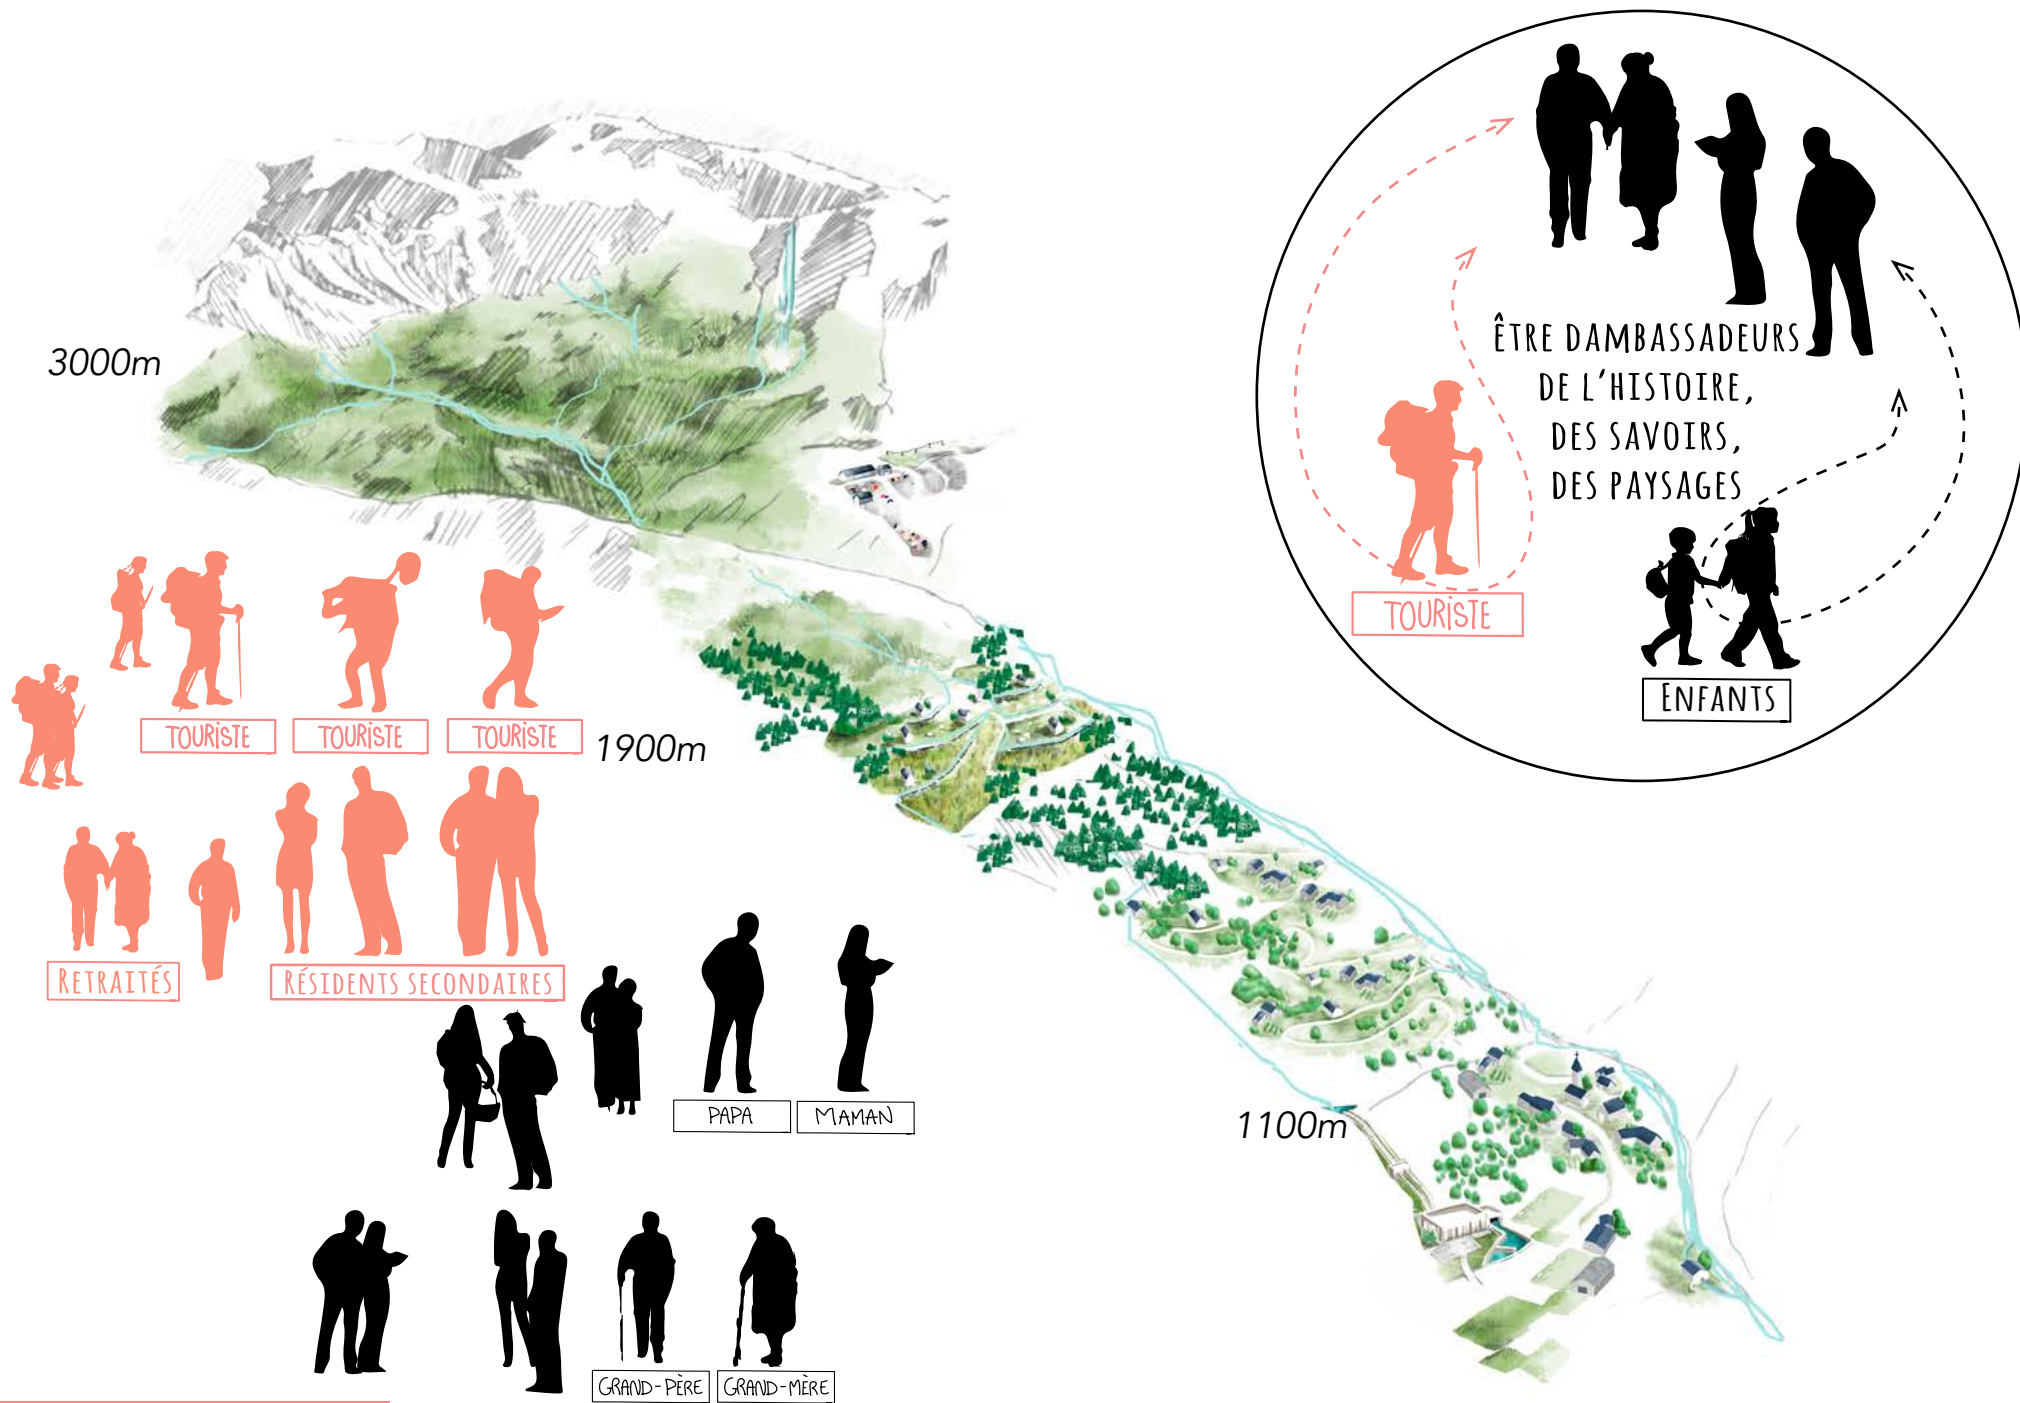 3000m
ÊTRE DAMBASSADEURS
DE L'HISTOIRE,
DES SAVOIRS,
DES PAYSAGES
TOURISTE
ENFANTS
TOURISTE
TOURISTE
TOURISTE
1900m
RETRAITÉS
RÉSIDENTS SECONDAIRES
PAPA
MAMAN
1100m
GRAND-PÈRE
GRAND-MÈRE